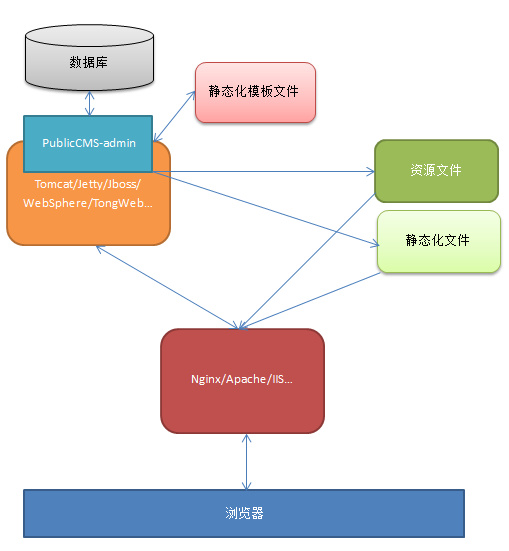 数据库
静态化模板文件
PublicCMS-admin
资源文件
Tomcat/Jetty/Jboss/
WebSphere/TongWeb...
静态化文件
Nginx/Apache/IIS...
浏览器